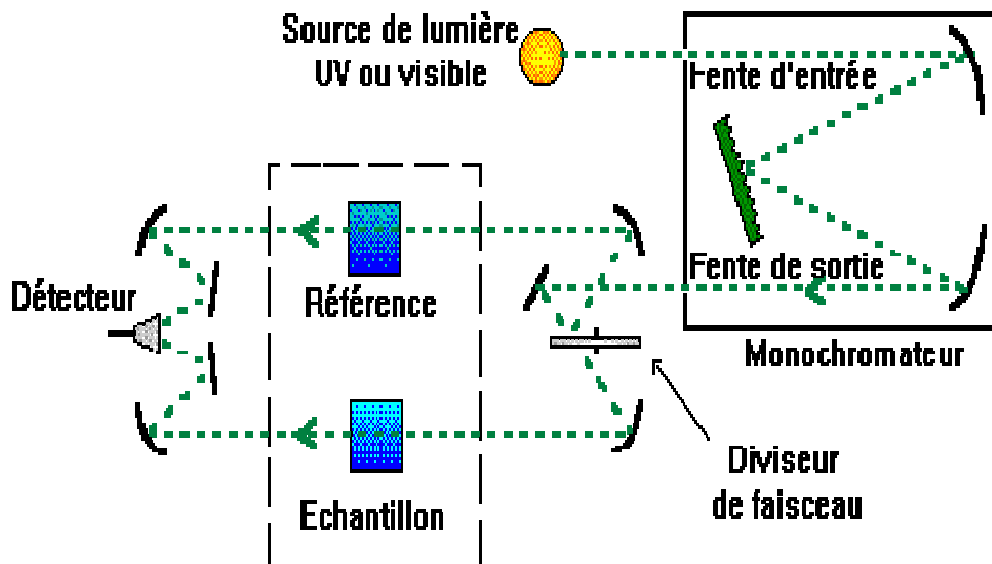 Source de lumière
UV ou visible
Fente d'entrée
Fente de sortie
Détecteur
Référence
Monochromateur
Echantillon
Diviseur
de faisceau